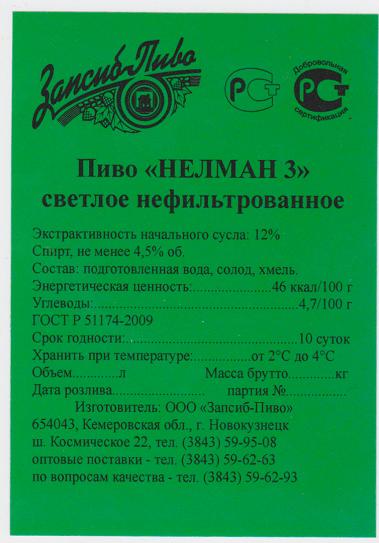 Запсиб-Пиво
РСТ
Добровольная
РСТ
сертификация
Пиво «НЕЛМАН 3»
светлое нефильтрованное
Экстрактивность начального сусла: 12%
Спирт, не менее 4,5% об.
Состав: подготовленная вода, солод, хмель.
Энергетическая ценность:....................46 ккал/100 г
Углеводы:............................................4,7/100 г
ГОСТ Р 51174-2009
Срок годности:..................................10 суток
Хранить при температуре:.............от 2°С до 4°С
Объем..............л Масса брутто..............кг
Дата розлива.................... партия №....................
Изготовитель: ООО «Запсиб-Пиво»
654043, Кемеровская обл., г. Новокузнецк
ш. Космическое 22, тел. (3843) 59-95-08
оптовые поставки - тел. (3843) 59-62-63
по вопросам качества - тел. (3843) 59-62-93